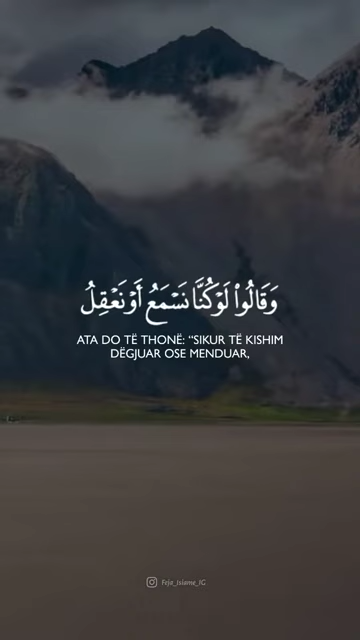 وَقَالُوا۟ لَوْ كُنَّا نَسْمَعُ أَوْ نَعْقِلُ
ATA DO TË THONË: “SIKUR TË KISHIM
DËGJUAR OSE MENDUAR,
Feja_Islame_IG